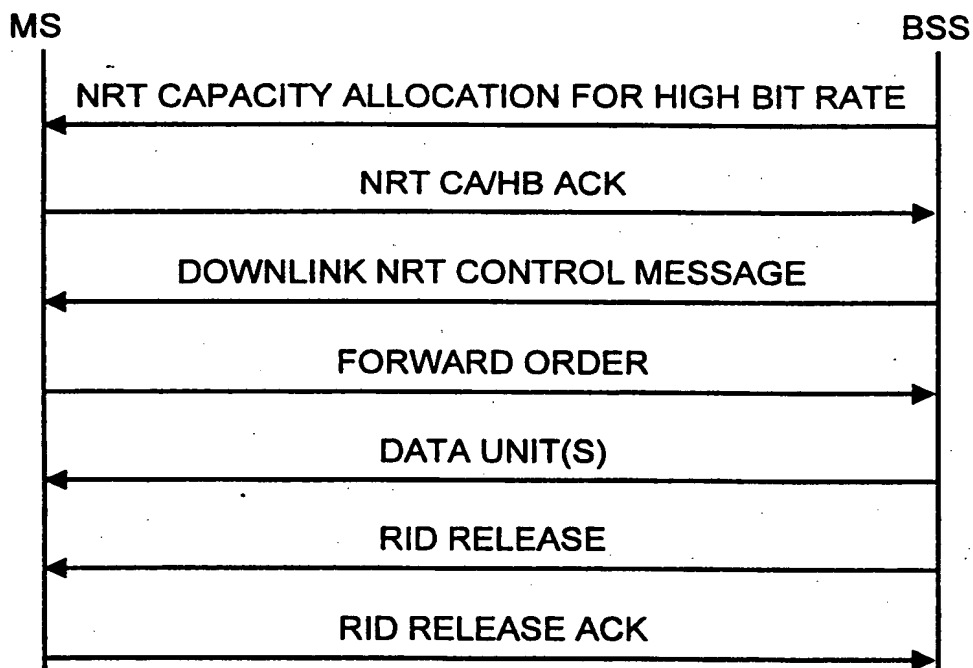 MS
BSS
NRT CAPACITY ALLOCATION FOR HIGH BIT RATE
NRT CA/HB ACK
DOWNLINK NRT CONTROL MESSAGE
FORWARD ORDER
DATA UNIT(S)
RID RELEASE
RID RELEASE ACK